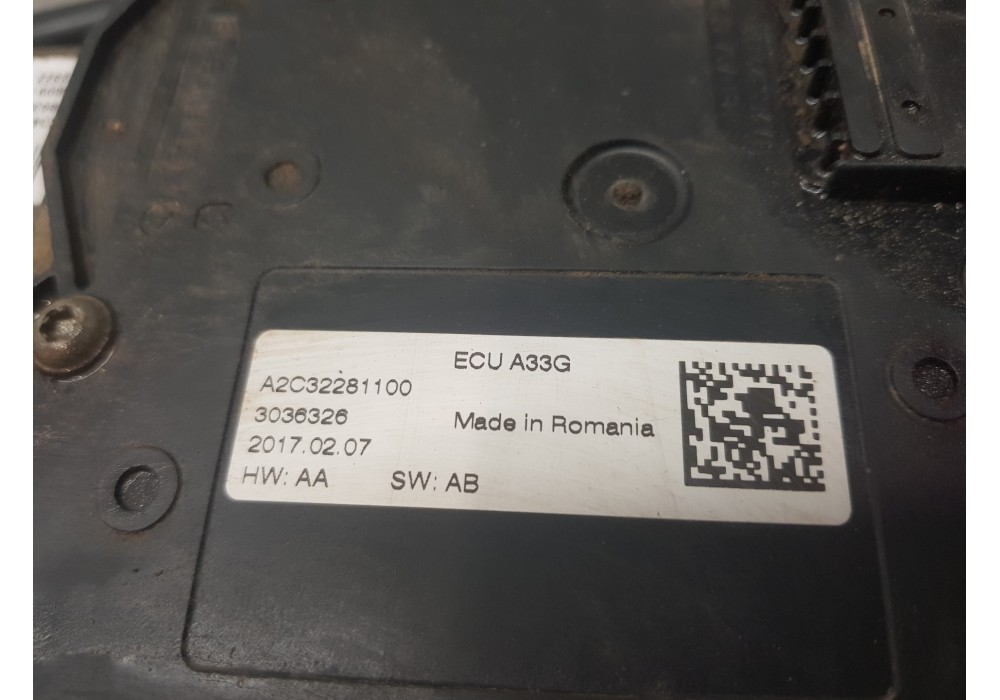 ECU A33G
A2C32281100
3036326
Made in Romania
2017.02.07
HW: AA SW: AB